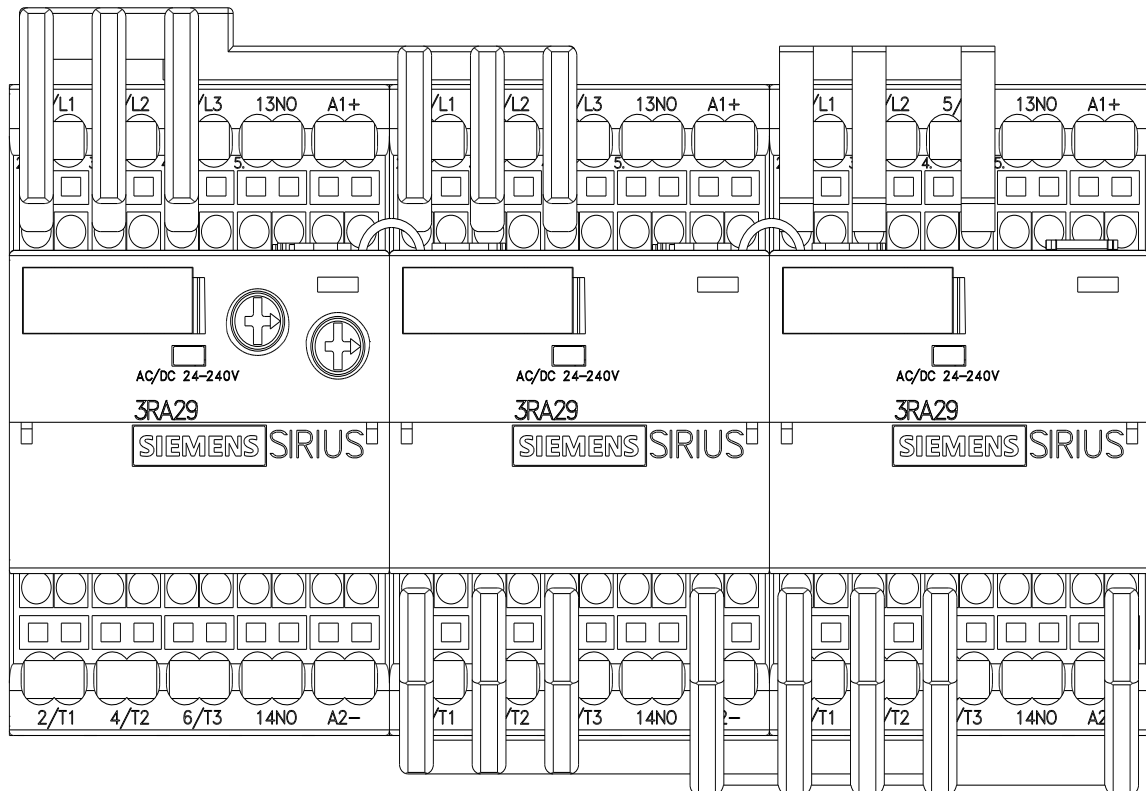 /L1 /L2 /L3 13NO A1+ /L1 /L2 /L3 13NO A1+ /L1 /L2 5/ 13NO A1+
AC/DC 24-240V AC/DC 24-240V AC/DC 24-240V
3RA29 3RA29 3RA29
SIEMENS SIRIUS SIEMENS SIRIUS SIEMENS SIRIUS
2/T1 4/T2 6/T3 14NO A2- /T1 /T2 /T3 14NO 2- /T1 /T2 /T3 14NO A2